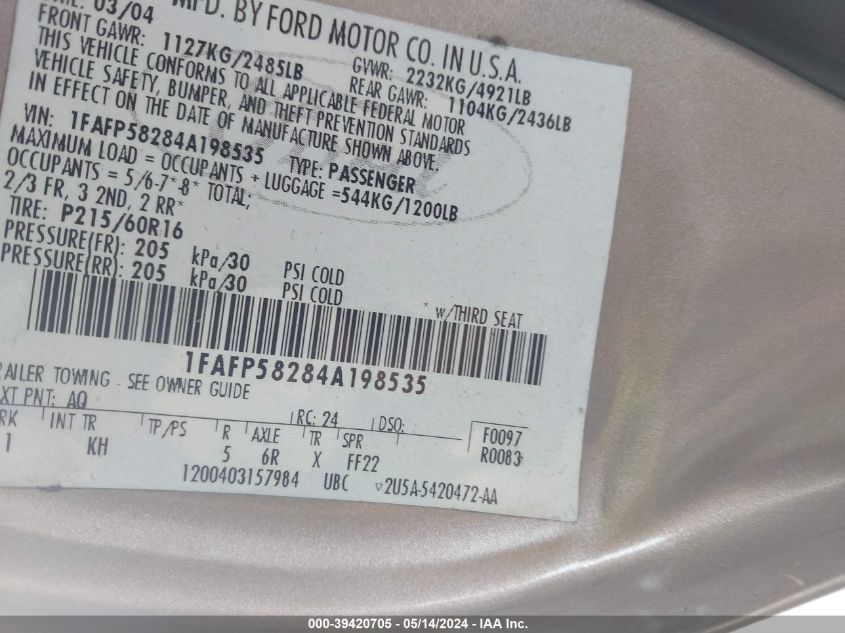 03/04 MFD. BY FORD MOTOR CO. IN U.S.A.
FRONT GAWR: 1127KG/2485LB GVWR: 2232KG/4921LB
REAR GAWR: 1104KG/2436LB
THIS VEHICLE CONFORMS TO ALL APPLICABLE FEDERAL MOTOR
VEHICLE SAFETY, BUMPER, AND THEFT PREVENTION STANDARDS
IN EFFECT ON THE DATE OF MANUFACTURE SHOWN ABOVE.
VIN: 1FAFP58284A198535 TYPE: PASSENGER
MAXIMUM LOAD = OCCUPANTS + LUGGAGE =544KG/1200LB
OCCUPANTS = 5/6-7*8* TOTAL;
2/3 FR, 3 2ND, 2 RR*
TIRE: P215/60R16
PRESSURE(FR): 205 kPa/30 PSI COLD
PRESSURE(RR): 205 kPa/30 PSI COLD
* w/THIRD SEAT
1FAFP58284A198535
RAILER TOWING - SEE OWNER GUIDE
XT PNT: AQ RC: 24 DSO:
RK INT TR TP/PS R AXLE TR SPR F0097
1 KH 5 6R X FF22 R0083
1200403157984 UBC ▽2U5A-5420472-AA
000-39420705 - 05/14/2024 - IAA Inc.